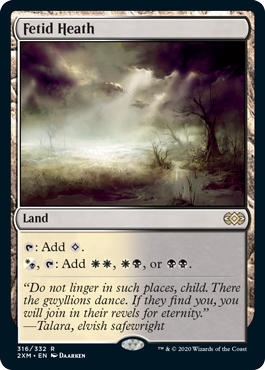 Fetid Heath
Land
: Add .
, : Add , , or .
“Do not linger in such places, child. There
the gwyllions dance. If they find you, you
will join in their revels for eternity.”
—Talara, elvish safewright
316/332 R
2XM • EN DAARKEN
™ & © 2020 Wizards of the Coast